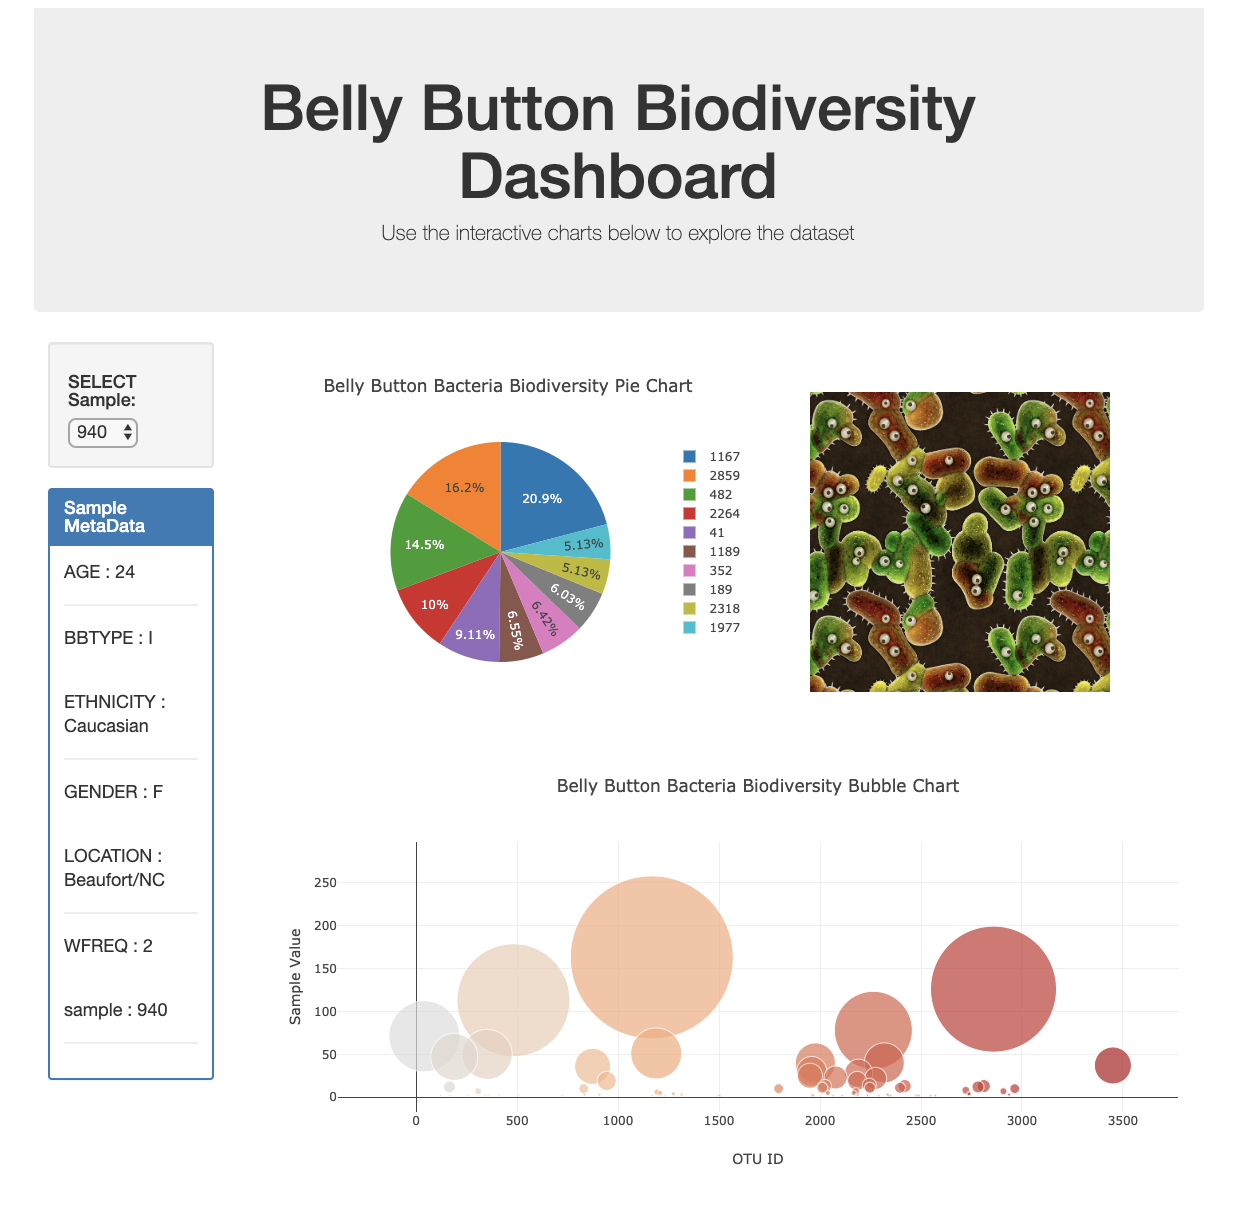 Belly Button Biodiversity
Dashboard
Use the interactive charts below to explore the dataset
SELECT
Sample:
940
Sample
MetaData
AGE : 24
BBTYPE : I
ETHNICITY :
Caucasian
GENDER : F
LOCATION :
Beaufort/NC
WFREQ : 2
sample : 940
Belly Button Bacteria Biodiversity Pie Chart
20.9%
16.2%
14.5%
10%
9.11%
6.55%
6.42%
6.03%
5.13%
5.13%
1167
2859
482
2264
41
1189
352
189
2318
1977
Belly Button Bacteria Biodiversity Bubble Chart
Sample Value
250
200
150
100
50
0
0 500 1000 1500 2000 2500 3000 3500
OTU ID